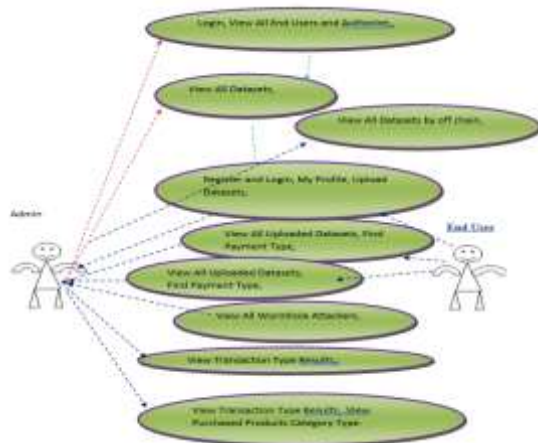 Login, View All End Users and Authorize,
View All Datasets,
View All Datasets by off chain,
Register and Login, My Profile, Upload
Datasets,
Admin
End User
View All Uploaded Datasets, Find
Payment Type,
View All Uploaded Datasets,
Find Payment Type,
View All Wormhole Attackers,
View Transaction Type Results,
View Transaction Type Results, View
Purchased Products Category Type